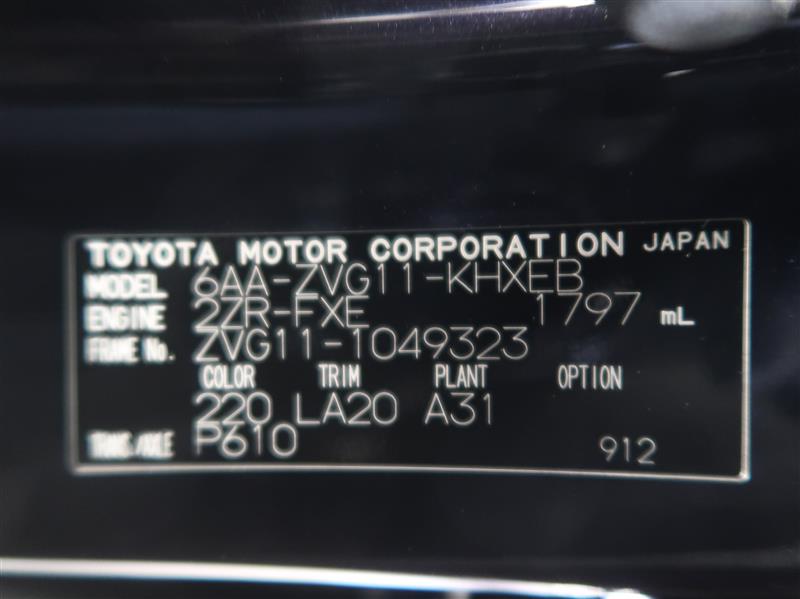 TOYOTA MOTOR CORPORATION JAPAN
MODEL 6AA-ZVG11-KHXEB
ENGINE 2ZR-FXE 1797 mL
FRAME No. ZVG11-1049323
COLOR TRIM PLANT OPTION
220 LA20 A31
TRANS/AXLE P610 912